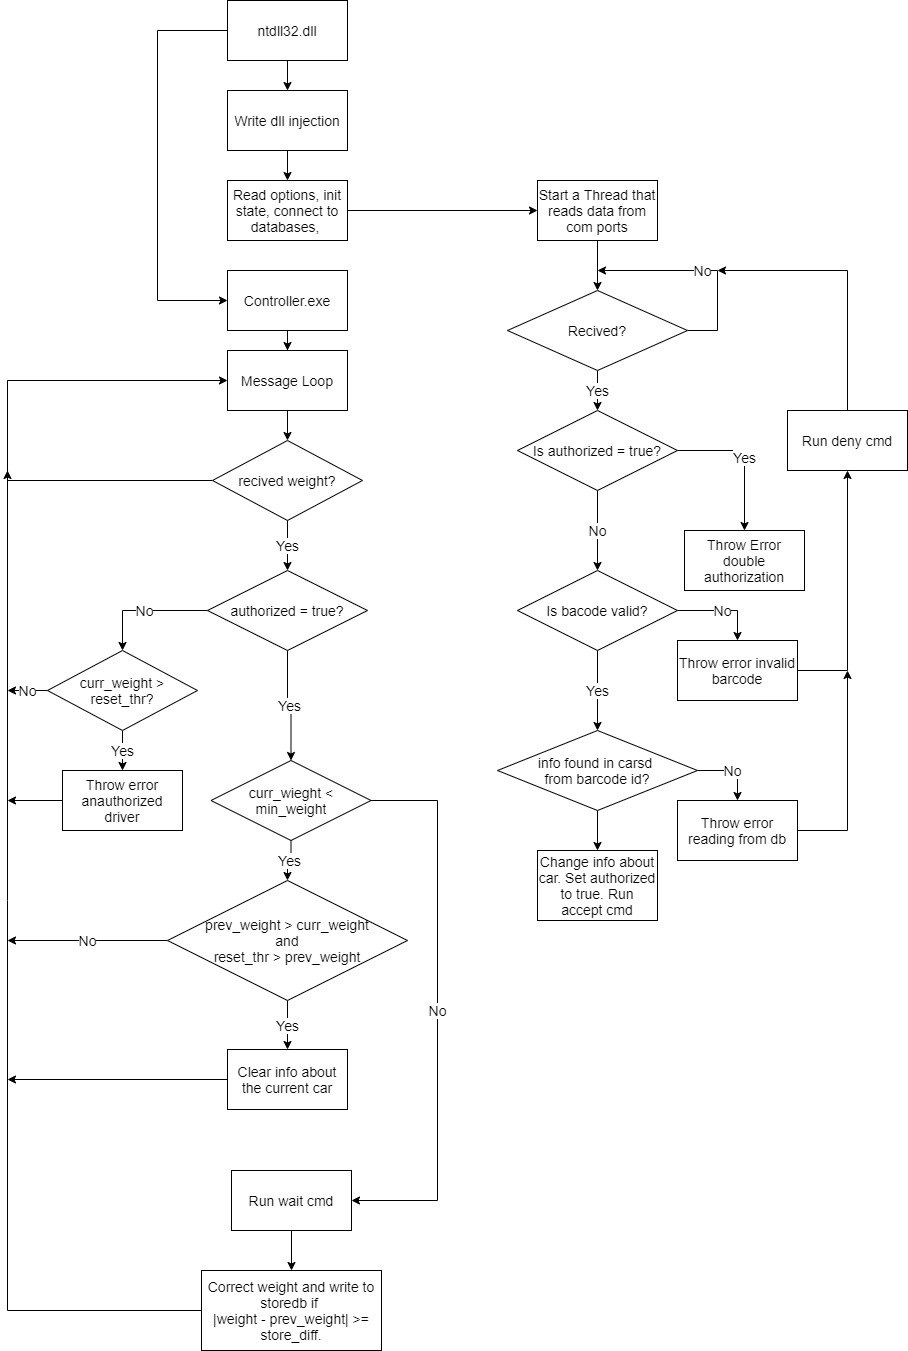 ntdll32.dll
Write dll injection
Read options, init
state, connect to
databases,
Start a Thread that
reads data from
com ports
No
Controller.exe
Recived?
Message Loop
Yes
Run deny cmd
Is authorized = true?
Yes
recived weight?
No
Yes
Throw Error
double
authorization
authorized = true?
No
Is bacode valid?
No
Throw error invalid
barcode
curr_weight >
reset_thr?
No
Yes
Yes
Yes
info found in carsd
from barcode id?
No
Throw error
anauthorized
driver
curr_wieght <
min_weight
Throw error
reading from db
Yes
Change info about
car. Set authorized
to true. Run
accept cmd
prev_weight > curr_weight
and
reset_thr > prev_weight
No
No
Yes
Clear info about
the current car
Run wait cmd
Correct weight and write to
storedb if
|weight - prev_weight| >=
store_diff.